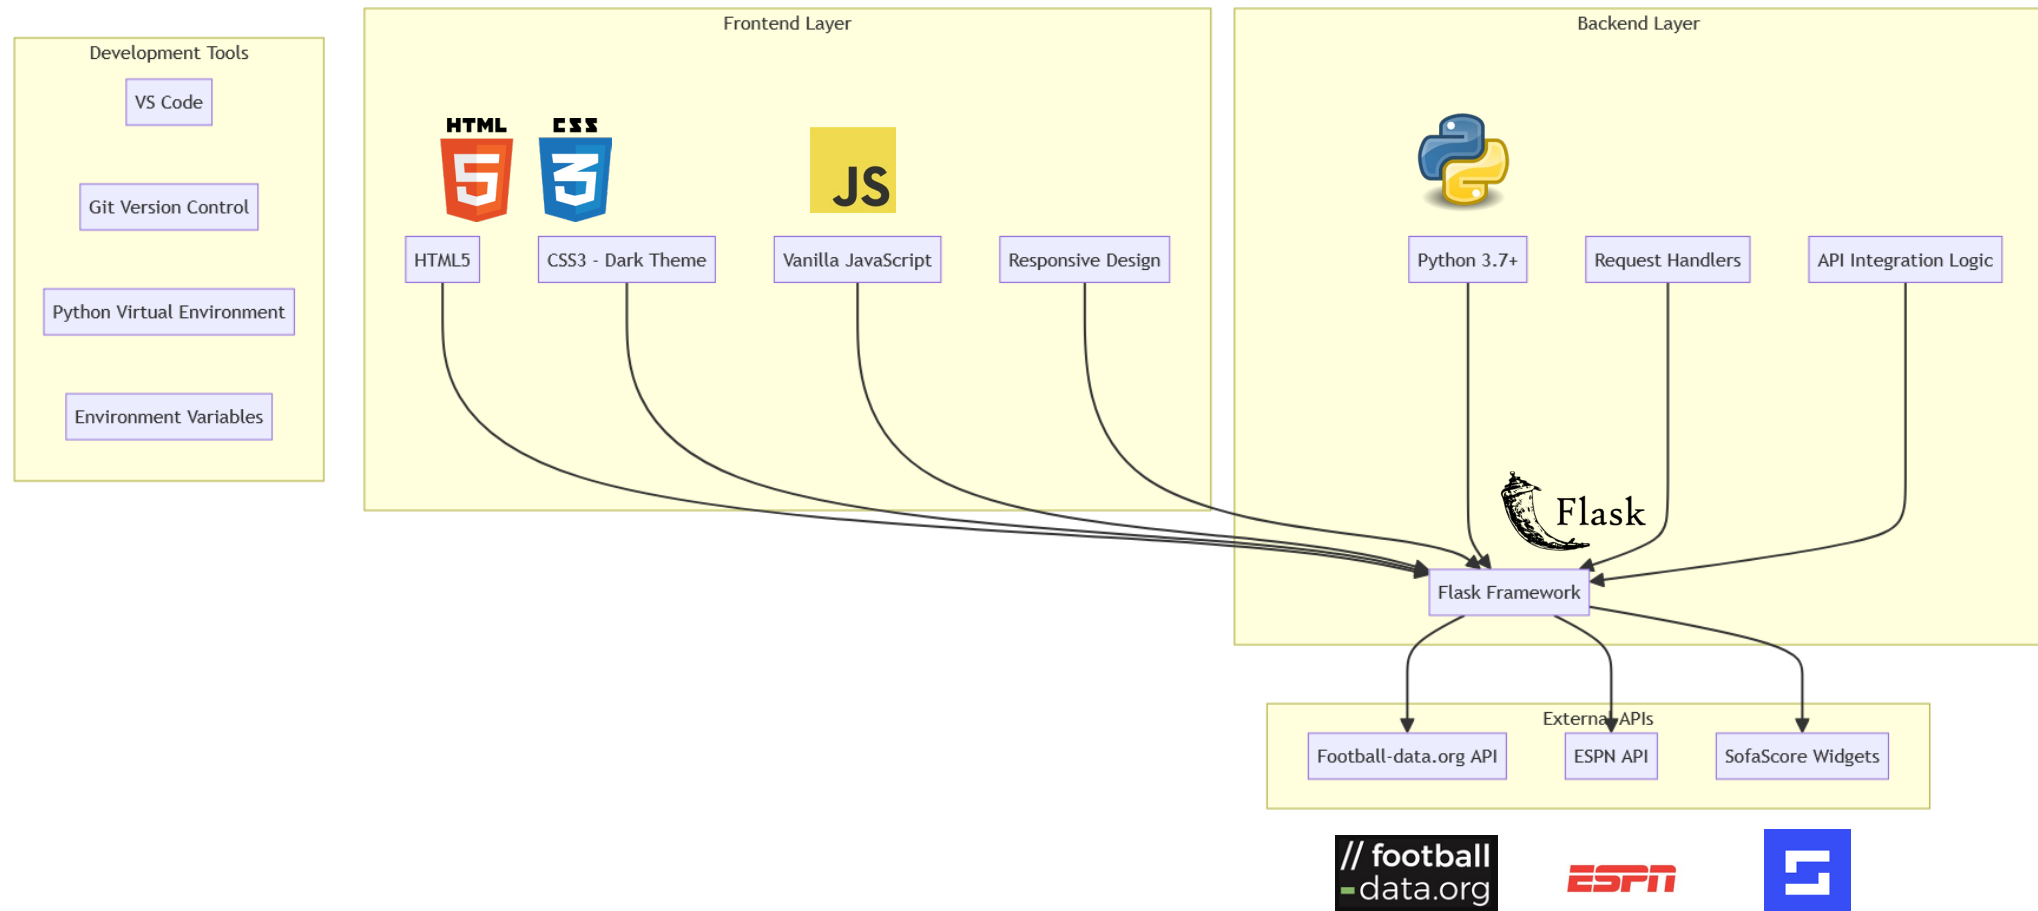 Development Tools
VS Code
Git Version Control
Python Virtual Environment
Environment Variables
Frontend Layer
HTML
5
CSS
3
JS
HTML5
CSS3 - Dark Theme
Vanilla JavaScript
Responsive Design
Backend Layer
Python 3.7+
Request Handlers
API Integration Logic
Flask
Flask Framework
External APIs
Football-data.org API
ESPN API
SofaScore Widgets
// football
-data.org
ESPN